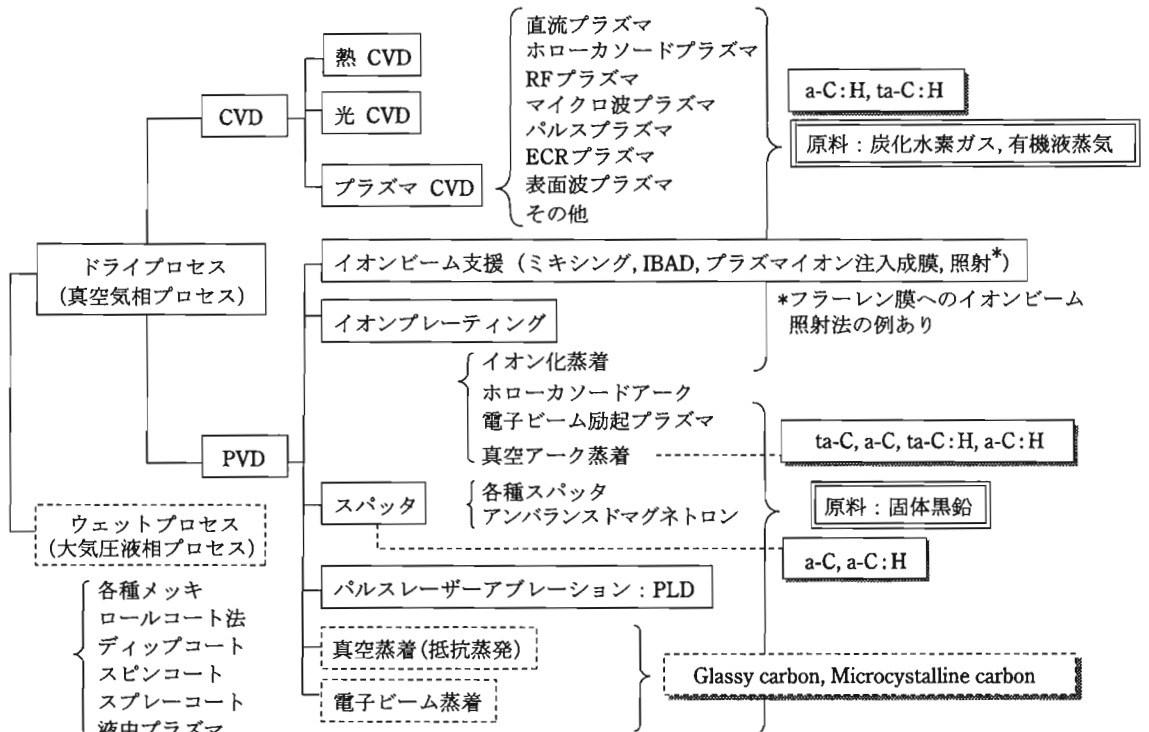 直流プラズマ
ホローカソードプラズマ
RFプラズマ
マイクロ波プラズマ
パルスプラズマ
ECRプラズマ
表面波プラズマ
その他
熱 CVD
光 CVD
プラズマ CVD
CVD
a-C:H, ta-C:H
原料：炭化水素ガス, 有機液蒸気
ドライプロセス
(真空気相プロセス)
イオンビーム支援（ミキシング, IBAD, プラズマイオン注入成膜, 照射*）
*フラーレン膜へのイオンビーム
照射法の例あり
イオンプレーティング
イオン化蒸着
ホローカソードアーク
電子ビーム励起プラズマ
真空アーク蒸着
ta-C, a-C, ta-C:H, a-C:H
PVD
スパッタ
各種スパッタ
アンバランスドマグネトロン
原料：固体黒鉛
a-C, a-C:H
ウェットプロセス
(大気圧液相プロセス)
各種メッキ
ロールコート法
ディップコート
スピンコート
スプレーコート
液中プラズマ
パルスレーザーアブレーション：PLD
真空蒸着(抵抗蒸発)
電子ビーム蒸着
Glassy carbon, Microcystalline carbon